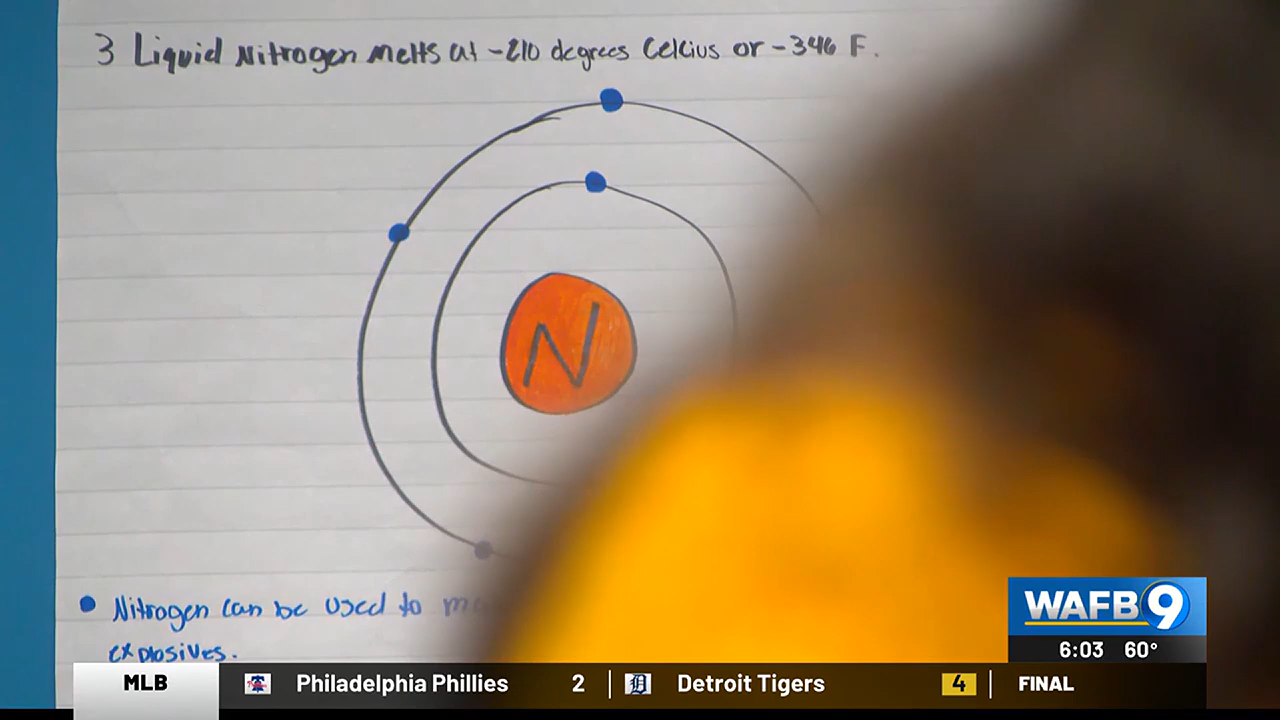 3 Liquid Nitrogen melts at -210 degrees Celcius or -346 F.
N
Nitrogen can be used to
explosives.
WAFB 9
6:03 60°
MLB Philadelphia Phillies 2 Detroit Tigers 4 FINAL